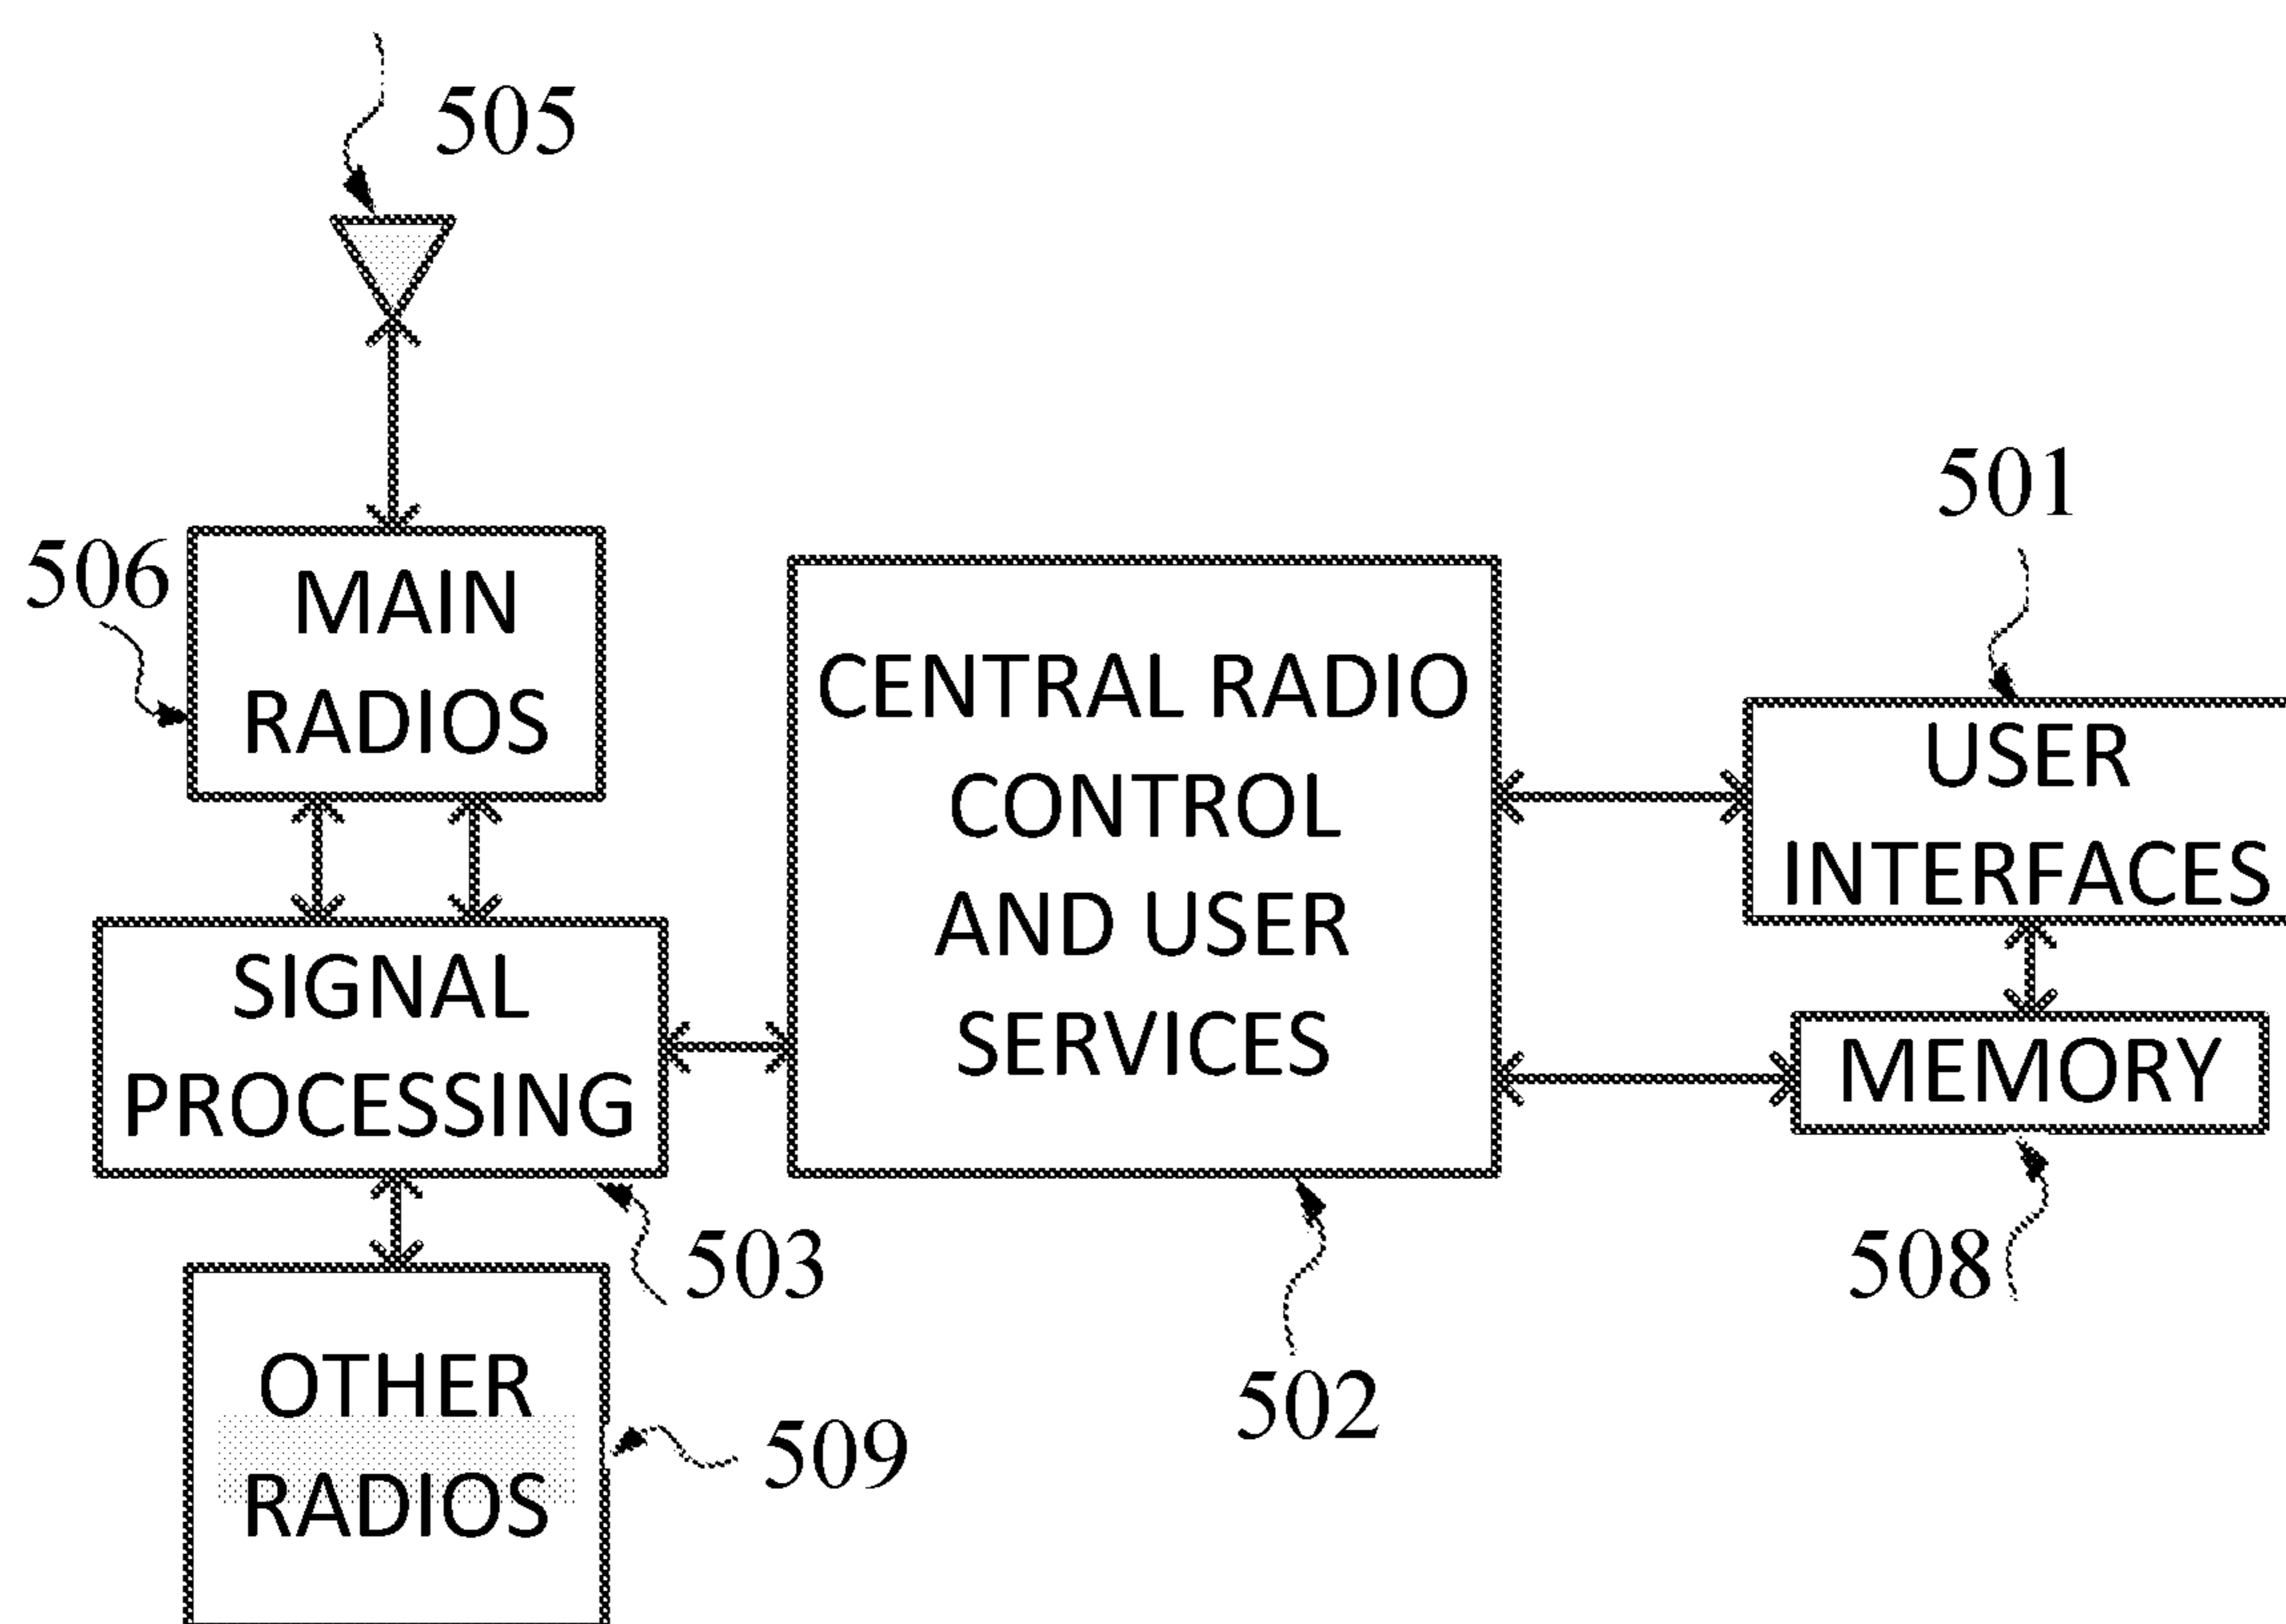 505
506
MAIN
RADIOS
501
CENTRAL RADIO
CONTROL
AND USER
SERVICES
USER
INTERFACES
SIGNAL
PROCESSING
MEMORY
503
508
OTHER
RADIOS
509
502